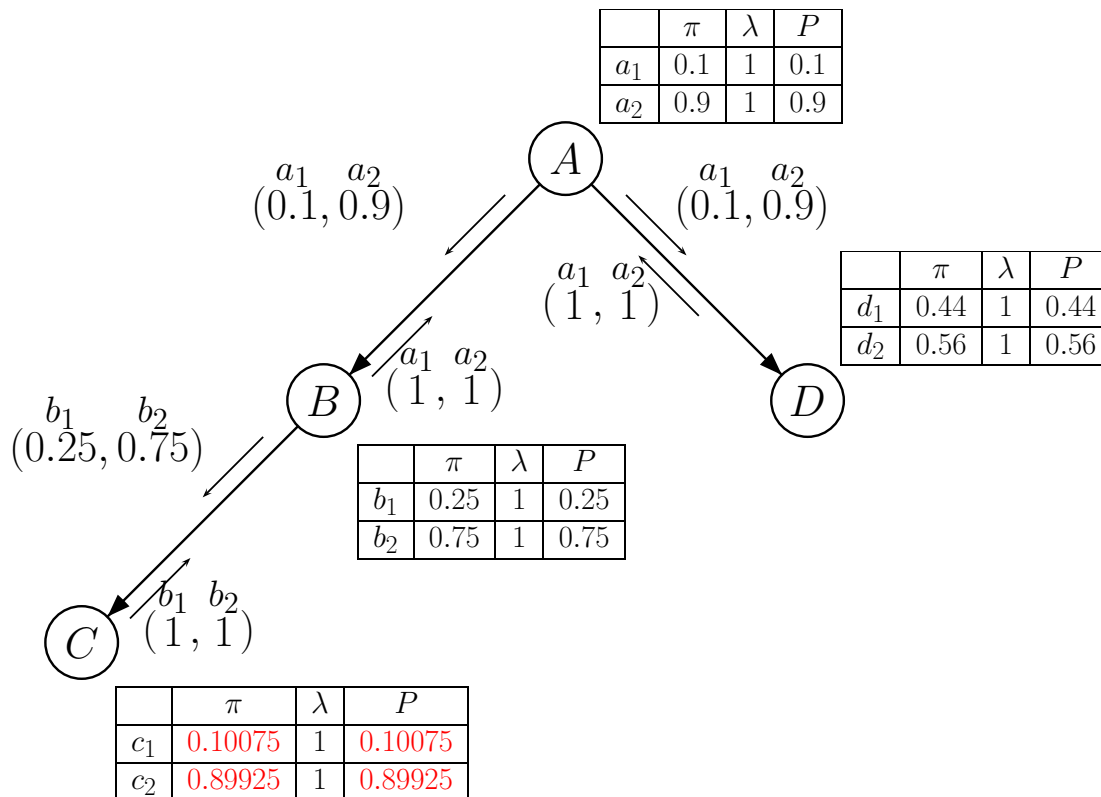 π λ P
a₁ 0.1 1 0.1
a₂ 0.9 1 0.9
A
a₁ a₂
(0.1, 0.9)
a₁ a₂
(0.1, 0.9)
a₁ a₂
(1, 1)
π λ P
d₁ 0.44 1 0.44
d₂ 0.56 1 0.56
a₁ a₂
(1, 1)
B
D
b₁ b₂
(0.25, 0.75)
π λ P
b₁ 0.25 1 0.25
b₂ 0.75 1 0.75
b₁ b₂
(1, 1)
C
π λ P
c₁ 0.10075 1 0.10075
c₂ 0.89925 1 0.89925